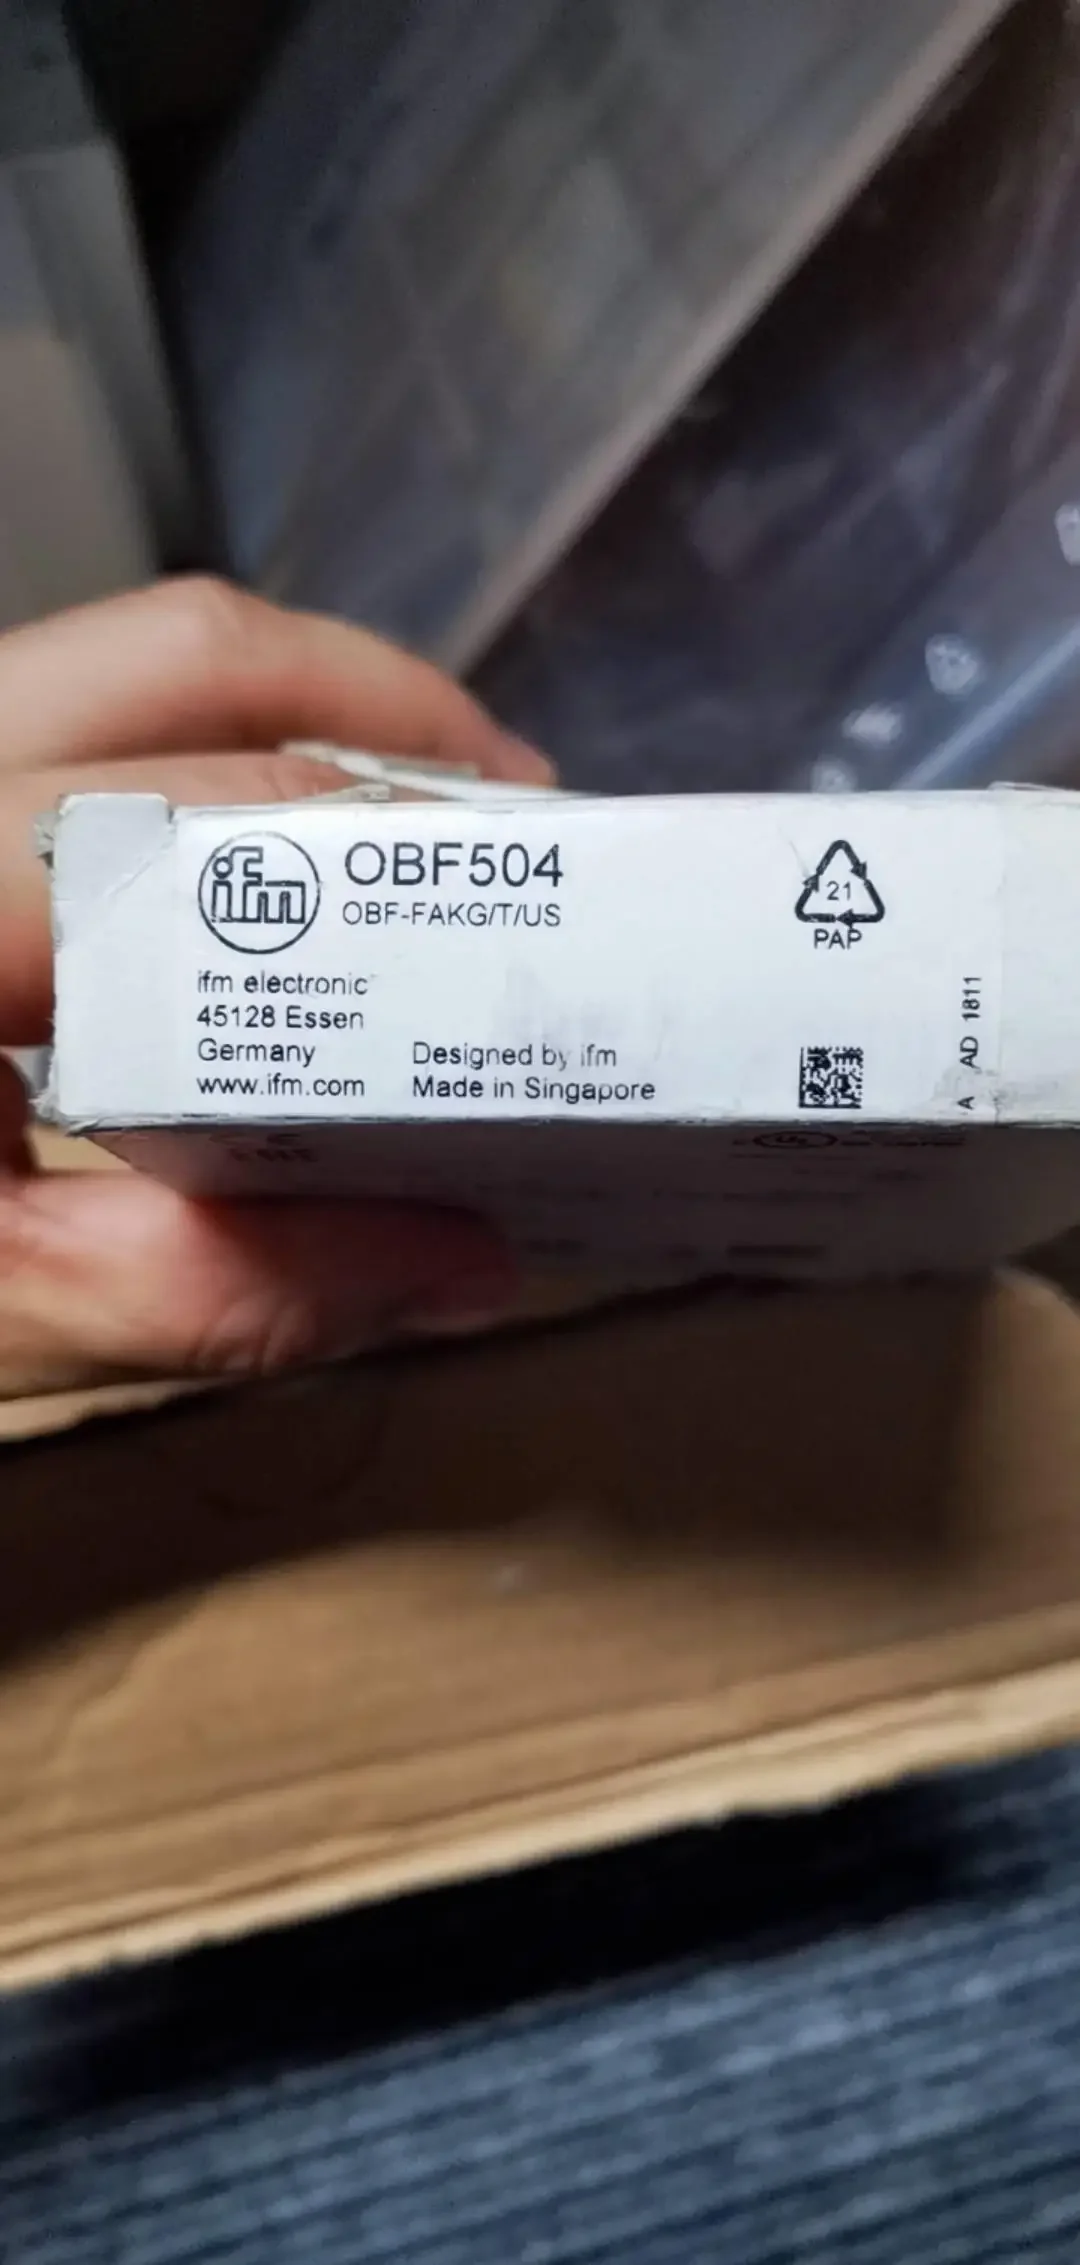 ifm
OBF504
OBF-FAKG/T/US
21
PAP
ifm electronic
45128 Essen
Germany
www.ifm.com
Designed by ifm
Made in Singapore
A AD 1811